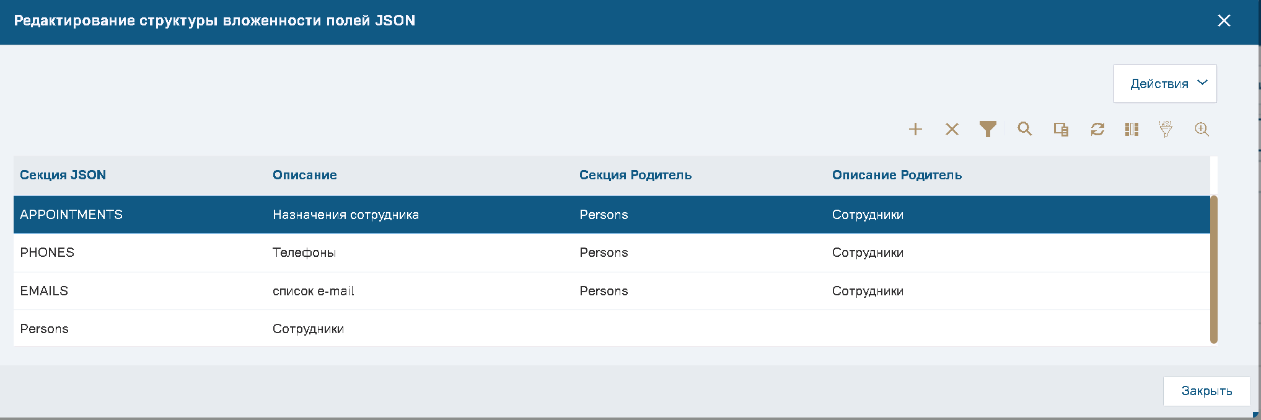 Редактирование структуры вложенности полей JSON
Действия
Секция JSON Описание Секция Родитель Описание Родитель
APPOINTMENTS Назначения сотрудника Persons Сотрудники
PHONES Телефоны Persons Сотрудники
EMAILS список e-mail Persons Сотрудники
Persons Сотрудники
Закрыть